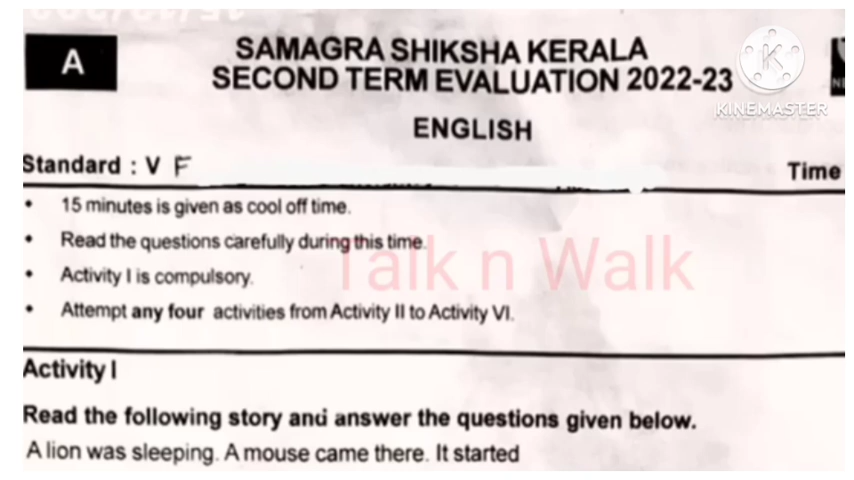 A
SAMAGRA SHIKSHA KERALA
SECOND TERM EVALUATION 2022-23
KINEMASTER
ENGLISH
Standard : V F
Time
• 15 minutes is given as cool off time.
• Read the questions carefully during this time.
• Activity I is compulsory.
• Attempt any four activities from Activity II to Activity VI.
Talk n Walk
Activity I
Read the following story and answer the questions given below.
A lion was sleeping. A mouse came there. It started